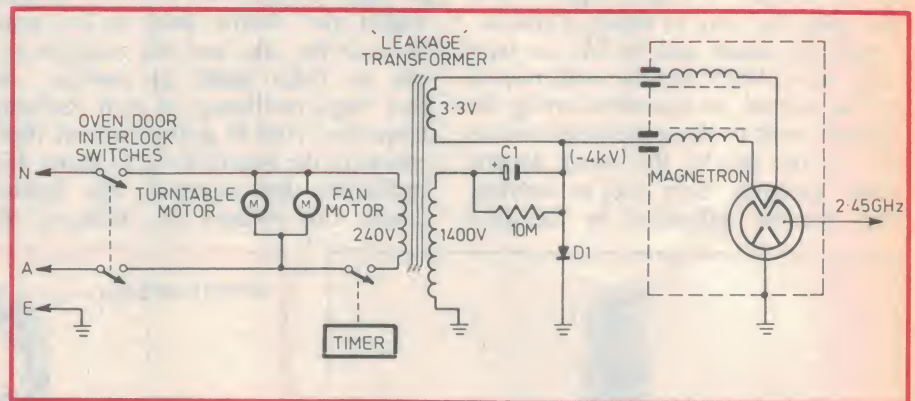 'LEAKAGE'
TRANSFORMER
OVEN DOOR
INTERLOCK
SWITCHES
N
TURNTABLE
MOTOR
M
M
FAN
MOTOR
240V
3·3V
1400V
C1
+
10M
(-4kV)
D1
MAGNETRON
2·45GHz
A
E
TIMER